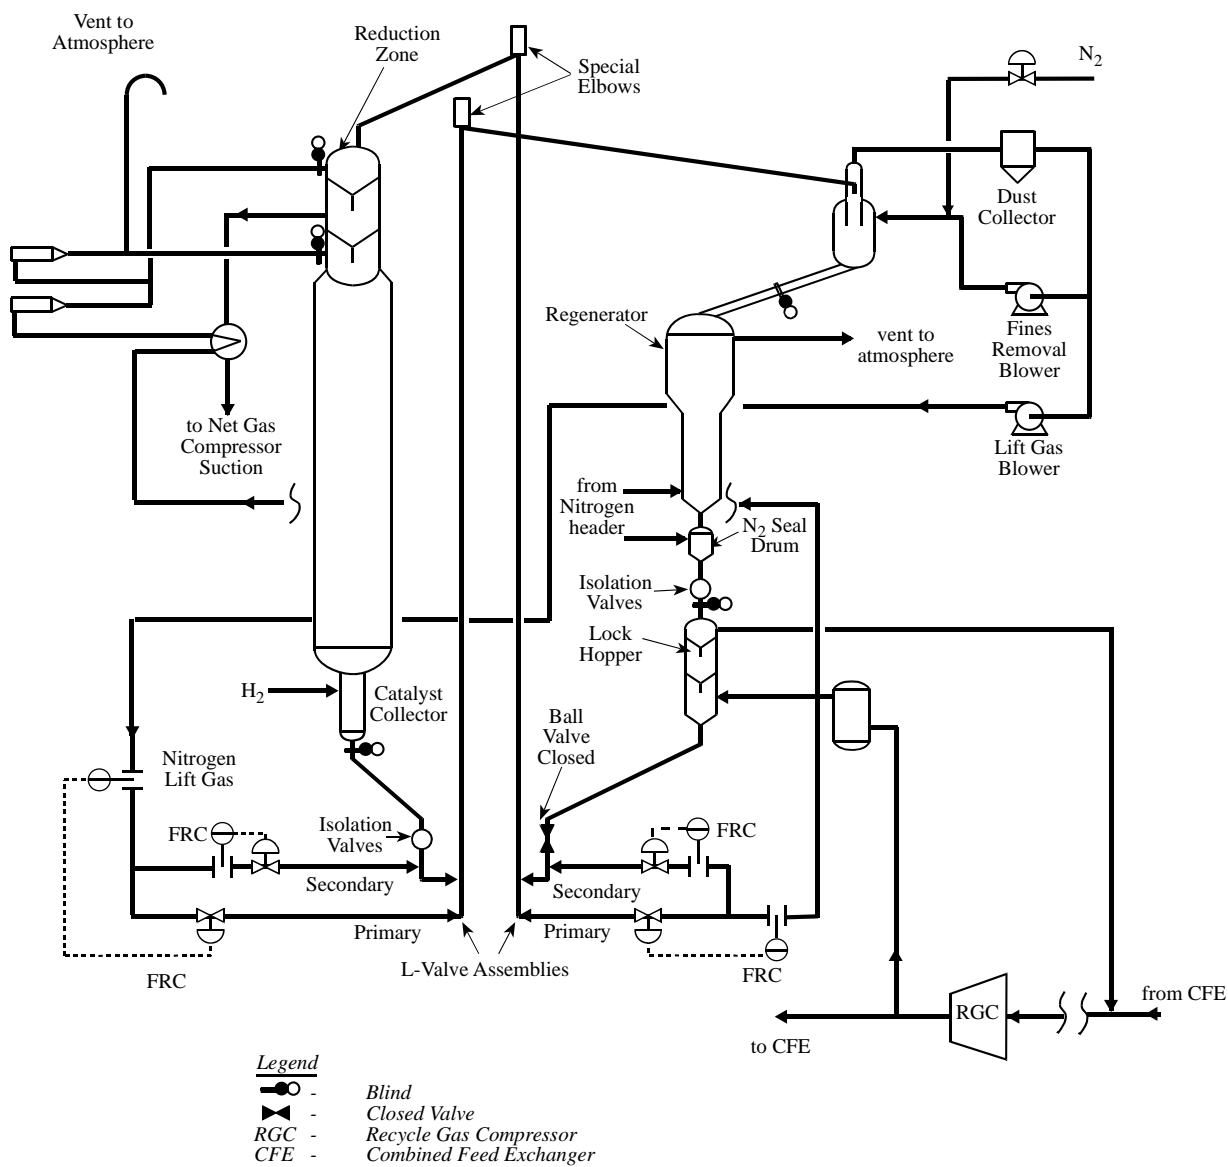 Vent to
Atmosphere
Reduction
Zone
Special
Elbows
N2
Dust
Collector
Regenerator
vent to
atmosphere
Fines
Removal
Blower
to Net Gas
Compressor
Suction
Lift Gas
Blower
from
Nitrogen
header
N2 Seal
Drum
Isolation
Valves
Lock
Hopper
H2
Catalyst
Collector
Ball
Valve
Closed
Nitrogen
Lift Gas
FRC
Isolation
Valves
FRC
Secondary
Secondary
Primary
Primary
L-Valve Assemblies
FRC
FRC
RGC
from CFE
to CFE
Legend
- Blind
- Closed Valve
RGC - Recycle Gas Compressor
CFE - Combined Feed Exchanger